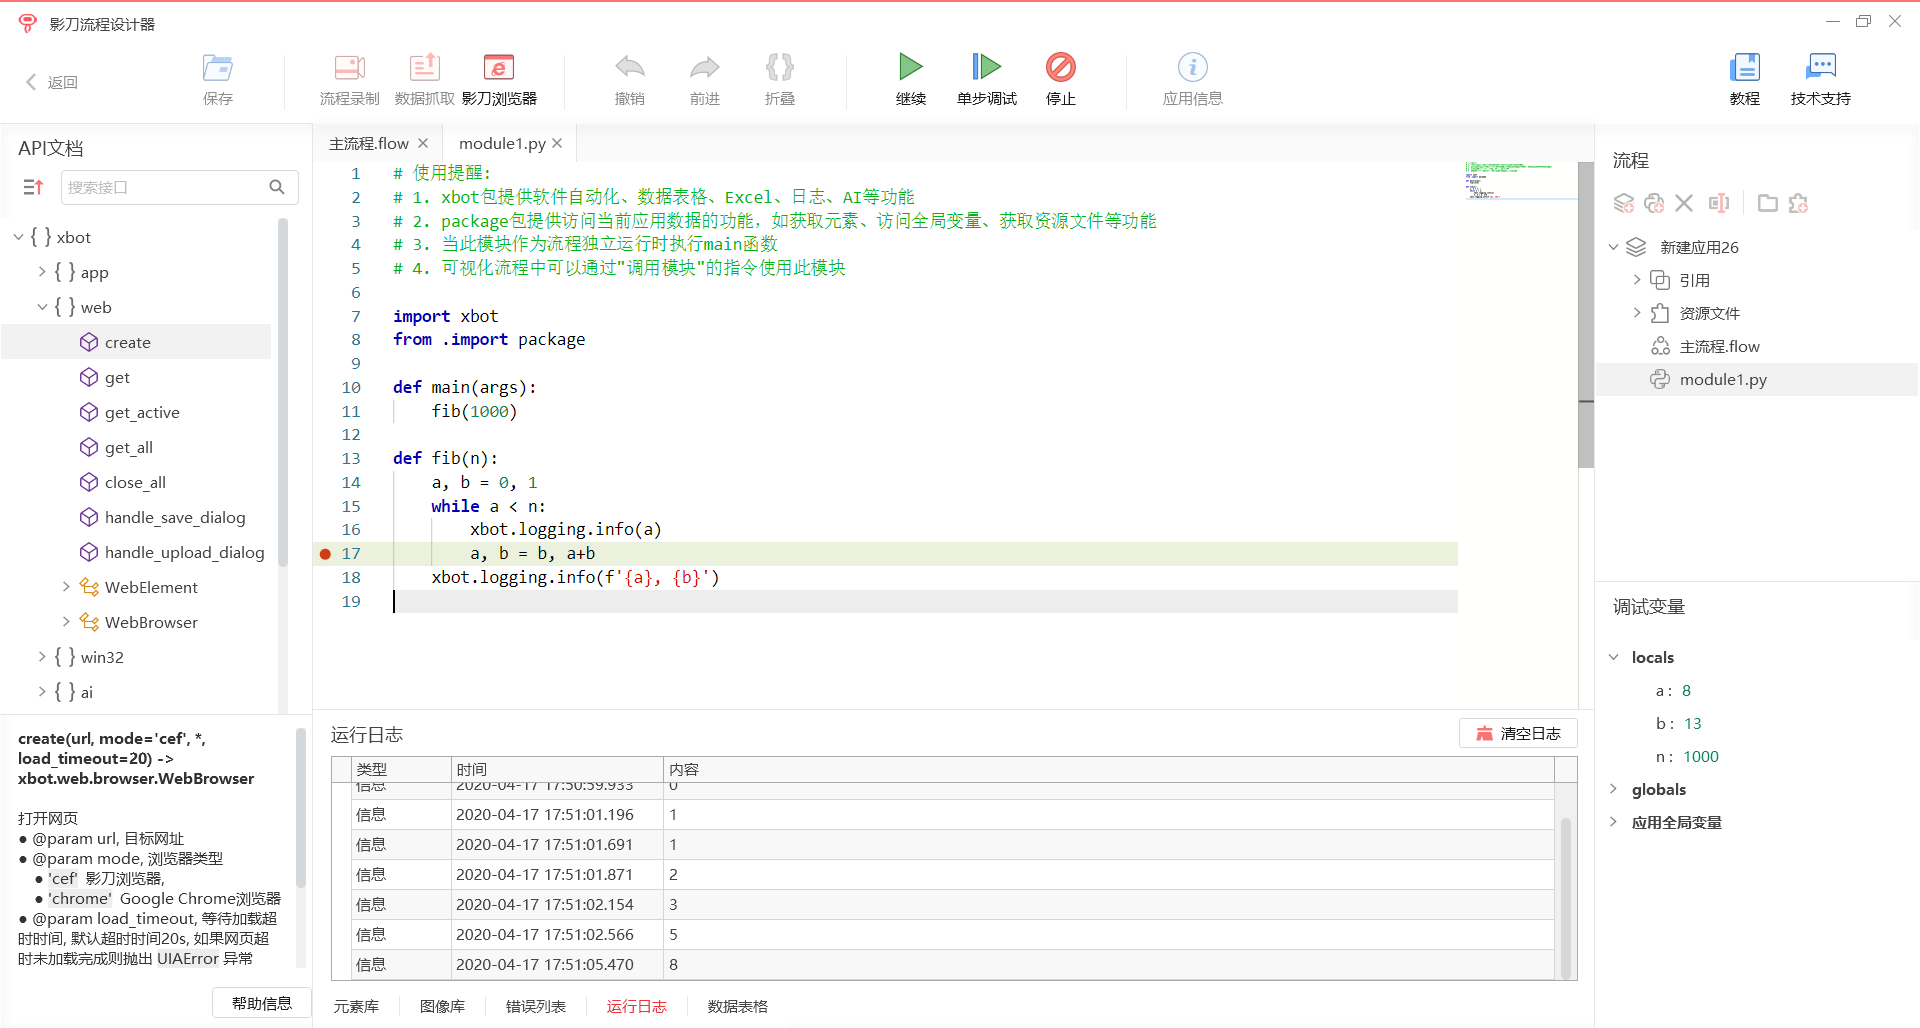 影刀流程设计器
返回
保存
流程录制
数据抓取
影刀浏览器
撤销
前进
折叠
继续
单步调试
停止
应用信息
教程
技术支持
API文档
搜索接口
{ } xbot
{ } app
{ } web
create
get
get_active
get_all
close_all
handle_save_dialog
handle_upload_dialog
WebElement
WebBrowser
{ } win32
{ } ai
create(url, mode='cef', *,
load_timeout=20) ->
xbot.web.browser.WebBrowser
打开网页
● @param url, 目标网址
● @param mode, 浏览器类型
● 'cef' 影刀浏览器,
● 'chrome' Google Chrome浏览器
● @param load_timeout, 等待加载超
时时间, 默认超时时间20s, 如果网页超
时未加载完成则抛出 UIAError 异常
帮助信息
主流程.flow
module1.py
1 # 使用提醒:
2 # 1. xbot包提供软件自动化、数据表格、Excel、日志、AI等功能
3 # 2. package包提供访问当前应用数据的功能，如获取元素、访问全局变量、获取资源文件等功能
4 # 3. 当此模块作为流程独立运行时执行main函数
5 # 4. 可视化流程中可以通过"调用模块"的指令使用此模块
6
7 import xbot
8 from .import package
9
10 def main(args):
11 fib(1000)
12
13 def fib(n):
14 a, b = 0, 1
15 while a < n:
16 xbot.logging.info(a)
17 a, b = b, a+b
18 xbot.logging.info(f'{a}, {b}')
19
运行日志
清空日志
类型 时间 内容
信息 2020-04-17 17:50:59.933 0
信息 2020-04-17 17:51:01.196 1
信息 2020-04-17 17:51:01.691 1
信息 2020-04-17 17:51:01.871 2
信息 2020-04-17 17:51:02.154 3
信息 2020-04-17 17:51:02.566 5
信息 2020-04-17 17:51:05.470 8
元素库
图像库
错误列表
运行日志
数据表格
流程
新建应用26
引用
资源文件
主流程.flow
module1.py
调试变量
locals
a : 8
b : 13
n : 1000
globals
应用全局变量